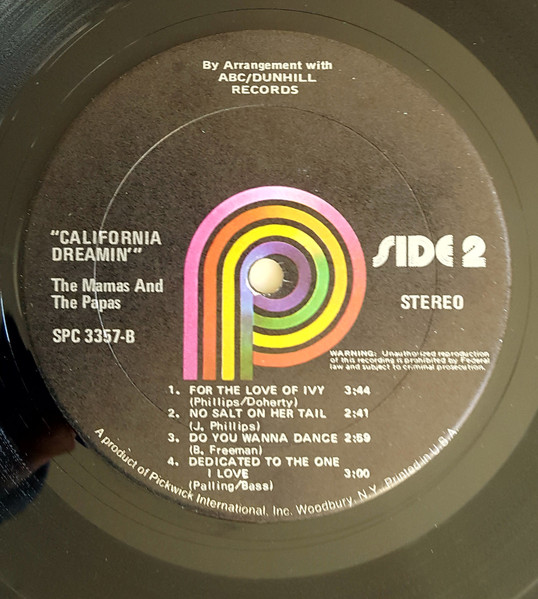 By Arrangement with
ABC/DUNHILL
RECORDS
"CALIFORNIA
DREAMIN'"
The Mamas And
The Papas
SPC 3357-B
SIDE 2
STEREO
WARNING: Unauthorized reproduction
of this recording is prohibited by Federal
law and subject to criminal prosecution.
1. FOR THE LOVE OF IVY 3:44
(Phillips/Doherty)
2. NO SALT ON HER TAIL 2:41
(J. Phillips)
3. DO YOU WANNA DANCE 2:59
(B. Freeman)
4. DEDICATED TO THE ONE
I LOVE 3:00
(Palling/Bass)
A product of Pickwick International, Inc. Woodbury, N.Y. Printed in U.S.A.